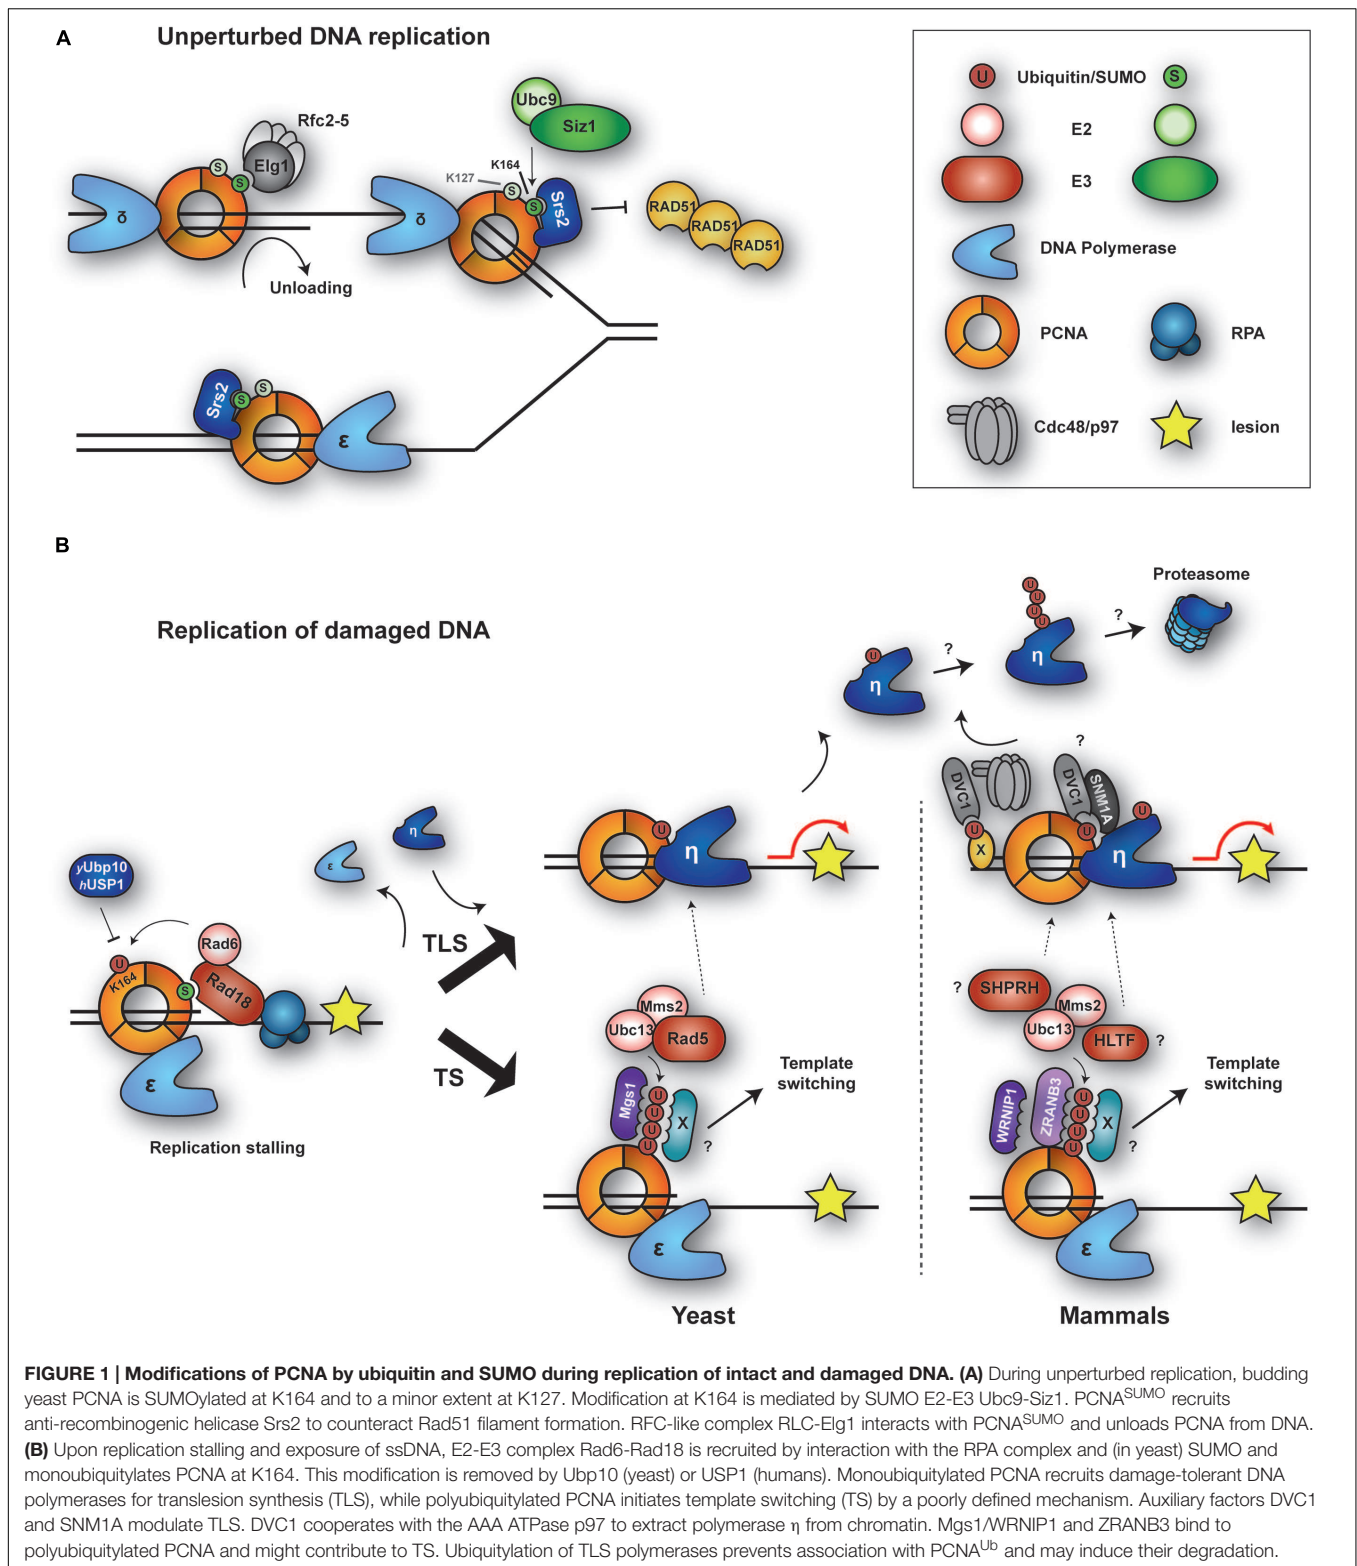 A
Unperturbed DNA replication
Rfc2-5
Elg1
S
S
δ
Unloading
Ubc9
Siz1
K164
K127
S
S
Srs2
δ
RAD51
RAD51
RAD51
Srs2
S
S
ε
U
Ubiquitin/SUMO
S
E2
E3
DNA Polymerase
PCNA
RPA
Cdc48/p97
lesion
B
Replication of damaged DNA
Proteasome
U
U
U
U
η
?
U
η
?
?
DVC1
DVC1
SNM1A
U
U
U
X
η
U
η
yUbp10
hUSP1
η
ε
TLS
TS
Rad6
Rad18
U
K164
S
ε
Replication stalling
Mms2
Ubc13
Rad5
Mgs1
U
U
U
U
X
?
Template
switching
ε
Yeast
? SHPRH
Mms2
Ubc13
HLTF ?
WRNIP1
ZRANB3
U
U
U
U
X
?
Template
switching
ε
Mammals
FIGURE 1 | Modifications of PCNA by ubiquitin and SUMO during replication of intact and damaged DNA. (A) During unperturbed replication, budding
yeast PCNA is SUMOylated at K164 and to a minor extent at K127. Modification at K164 is mediated by SUMO E2-E3 Ubc9-Siz1. PCNA^SUMO recruits
anti-recombinogenic helicase Srs2 to counteract Rad51 filament formation. RFC-like complex RLC-Elg1 interacts with PCNA^SUMO and unloads PCNA from DNA.
(B) Upon replication stalling and exposure of ssDNA, E2-E3 complex Rad6-Rad18 is recruited by interaction with the RPA complex and (in yeast) SUMO and
monoubiquitylates PCNA at K164. This modification is removed by Ubp10 (yeast) or USP1 (humans). Monoubiquitylated PCNA recruits damage-tolerant DNA
polymerases for translesion synthesis (TLS), while polyubiquitylated PCNA initiates template switching (TS) by a poorly defined mechanism. Auxiliary factors DVC1
and SNM1A modulate TLS. DVC1 cooperates with the AAA ATPase p97 to extract polymerase η from chromatin. Mgs1/WRNIP1 and ZRANB3 bind to
polyubiquitylated PCNA and might contribute to TS. Ubiquitylation of TLS polymerases prevents association with PCNA^Ub and may induce their degradation.